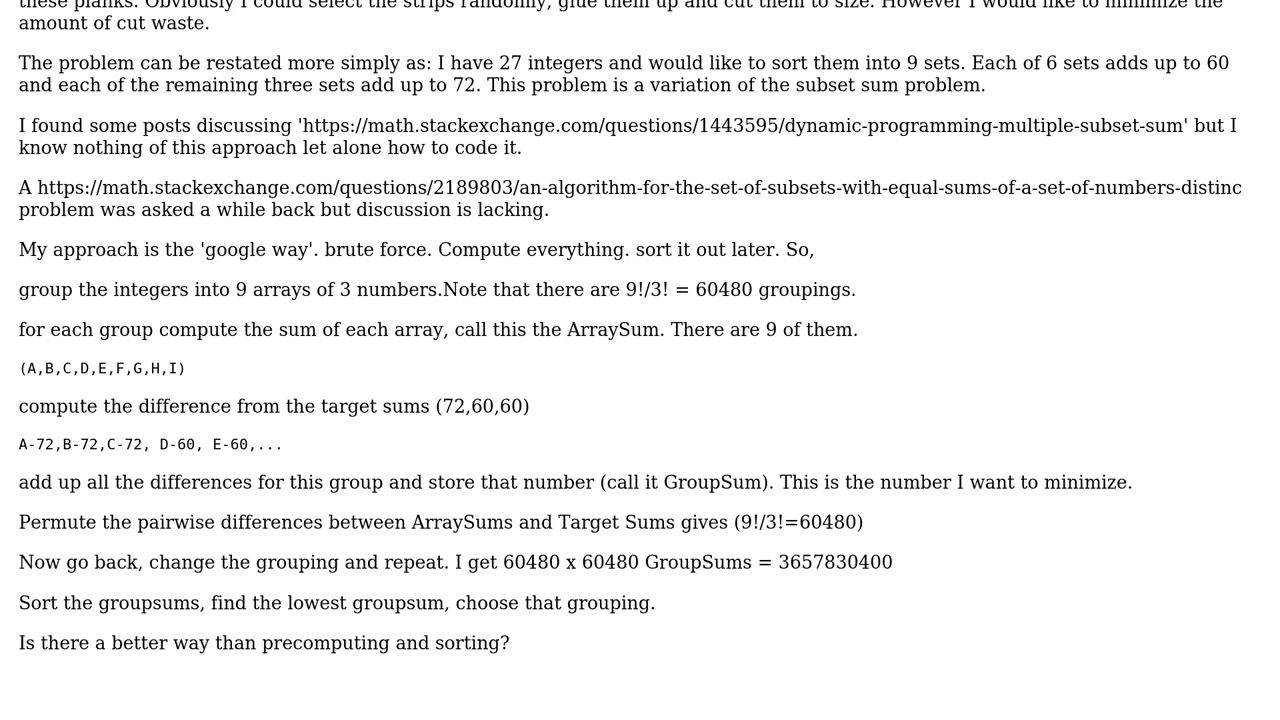 these planks. Obviously I could select the strips randomly, glue them up and cut them to size. However I would like to minimize the
amount of cut waste.
The problem can be restated more simply as: I have 27 integers and would like to sort them into 9 sets. Each of 6 sets adds up to 60
and each of the remaining three sets add up to 72. This problem is a variation of the subset sum problem.
I found some posts discussing 'https://math.stackexchange.com/questions/1443595/dynamic-programming-multiple-subset-sum' but I
know nothing of this approach let alone how to code it.
A https://math.stackexchange.com/questions/2189803/an-algorithm-for-the-set-of-subsets-with-equal-sums-of-a-set-of-numbers-distinc
problem was asked a while back but discussion is lacking.
My approach is the 'google way'. brute force. Compute everything. sort it out later. So,
group the integers into 9 arrays of 3 numbers.Note that there are 9!/3! = 60480 groupings.
for each group compute the sum of each array, call this the ArraySum. There are 9 of them.
(A,B,C,D,E,F,G,H,I)
compute the difference from the target sums (72,60,60)
A-72,B-72,C-72, D-60, E-60,...
add up all the differences for this group and store that number (call it GroupSum). This is the number I want to minimize.
Permute the pairwise differences between ArraySums and Target Sums gives (9!/3!=60480)
Now go back, change the grouping and repeat. I get 60480 x 60480 GroupSums = 3657830400
Sort the groupsums, find the lowest groupsum, choose that grouping.
Is there a better way than precomputing and sorting?